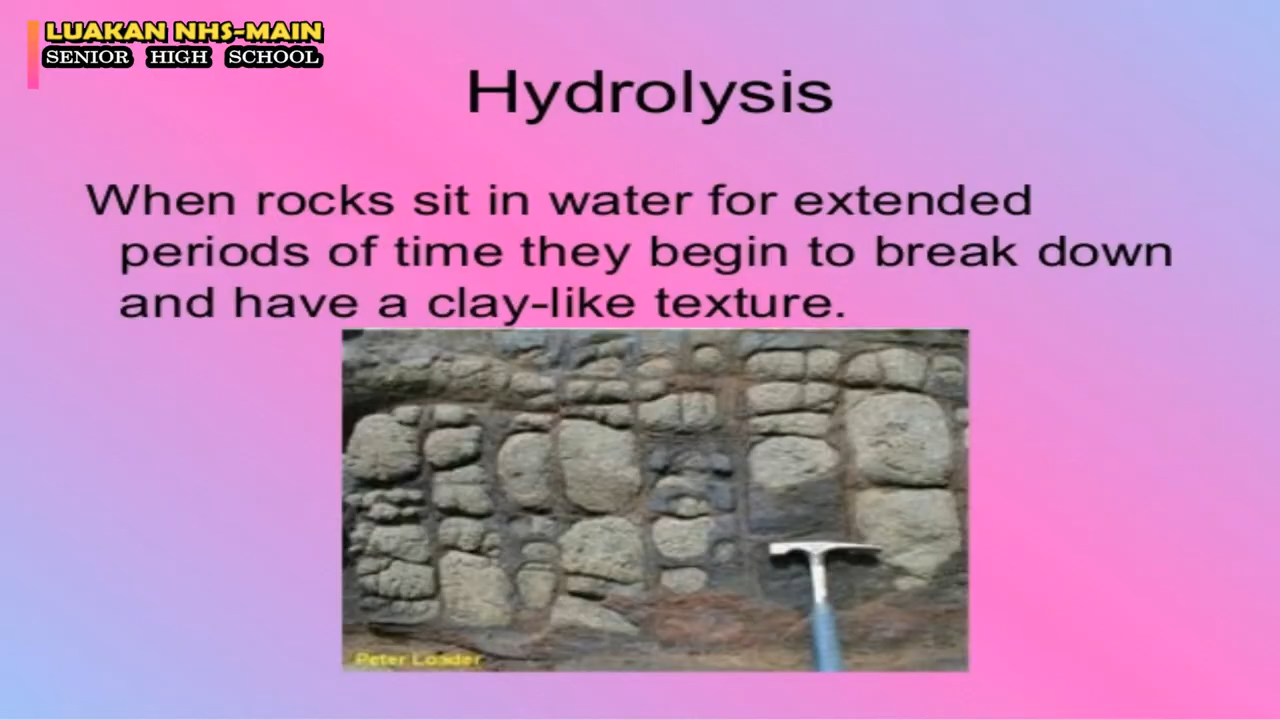 LUAKAN NHS-MAIN
SENIOR HIGH SCHOOL
Hydrolysis
When rocks sit in water for extended
periods of time they begin to break down
and have a clay-like texture.
Peter Loader